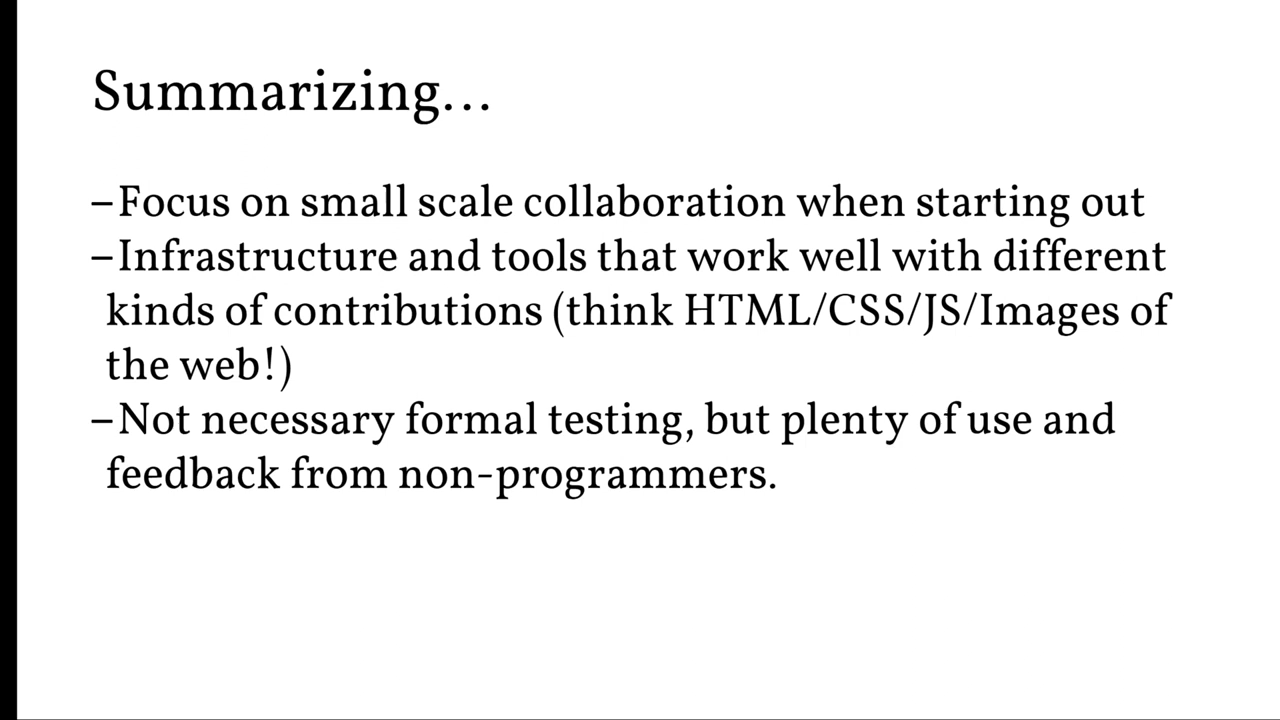 Summarizing...
–Focus on small scale collaboration when starting out
–Infrastructure and tools that work well with different
kinds of contributions (think HTML/CSS/JS/Images of
the web!)
–Not necessary formal testing, but plenty of use and
feedback from non-programmers.